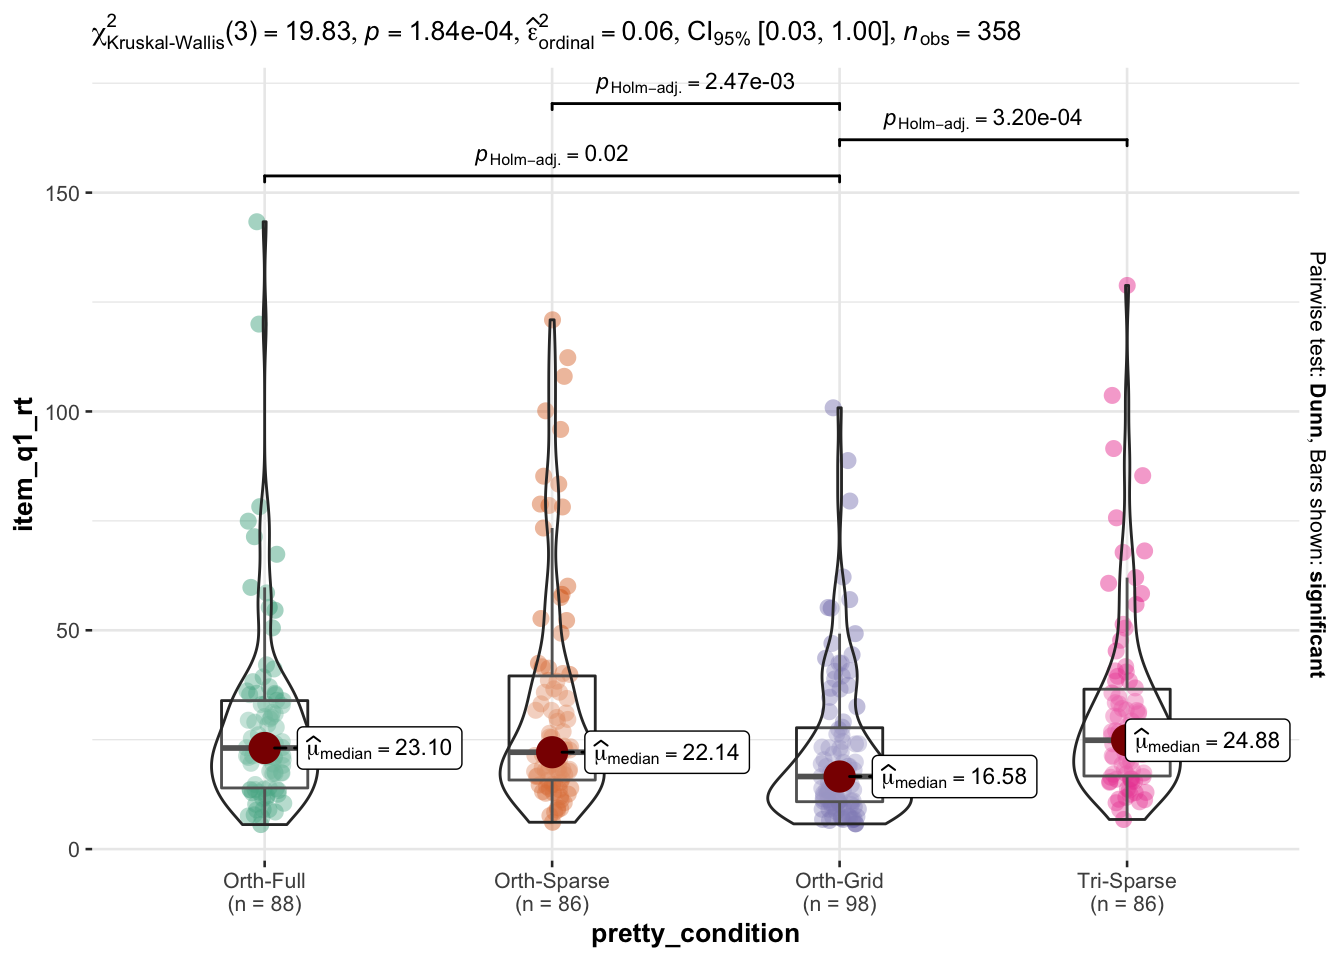 χ²Kruskal-Wallis(3) = 19.83, p = 1.84e-04, ε̂²ordinal = 0.06, CI95% [0.03, 1.00], nobs = 358
pHolm−adj. = 2.47e-03
pHolm−adj. = 3.20e-04
pHolm−adj. = 0.02
150
100
50
0
item_q1_rt
μ̂median = 23.10
μ̂median = 22.14
μ̂median = 16.58
μ̂median = 24.88
Pairwise test: Dunn, Bars shown: significant
Orth-Full
(n = 88)
Orth-Sparse
(n = 86)
Orth-Grid
(n = 98)
Tri-Sparse
(n = 86)
pretty_condition